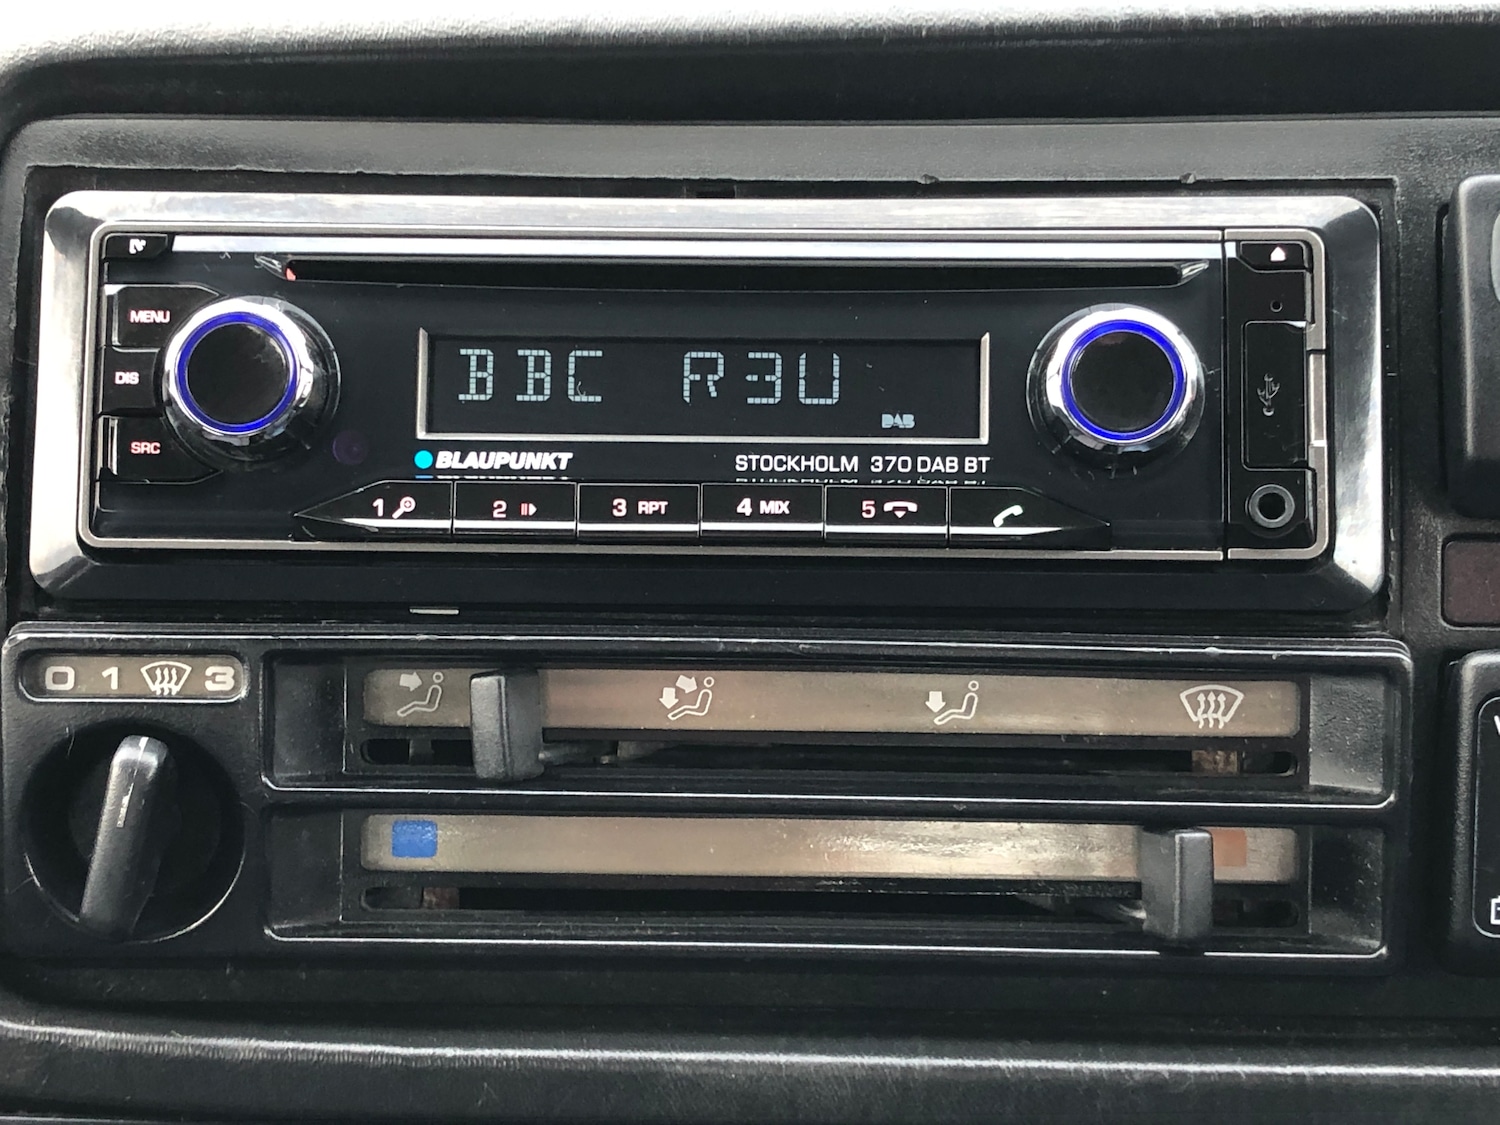 MENU
DIS
SRC
BBC R3U
DAB
BLAUPUNKT
STOCKHOLM 370 DAB BT
1
2
3 RPT
4 MIX
5
0 1 3